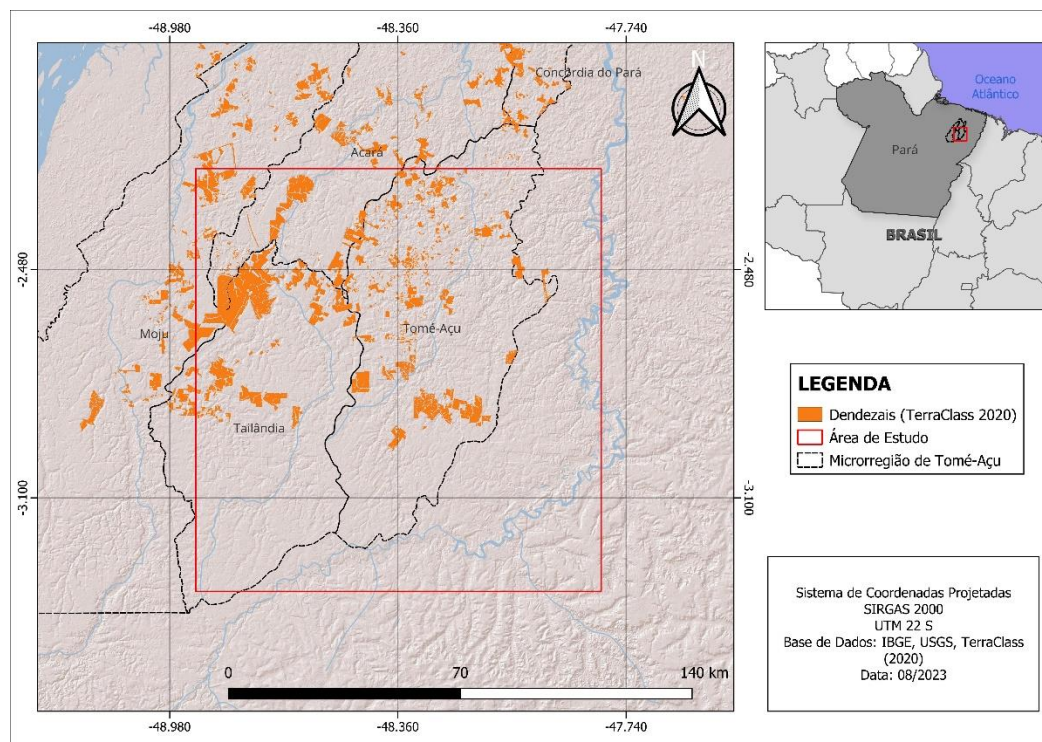 -48.980
-48.360
-47.740
N
Concórdia do Pará
Acará
-2.480
-2.480
Moju
Tomé-Açu
Tailândia
-3.100
-3.100
0
70
140 km
-48.980
-48.360
-47.740
Oceano
Atlântico
Pará
BRASIL
LEGENDA
Dendezais (TerraClass 2020)
Área de Estudo
Microrregião de Tomé-Açu
Sistema de Coordenadas Projetadas
SIRGAS 2000
UTM 22 S
Base de Dados: IBGE, USGS, TerraClass
(2020)
Data: 08/2023